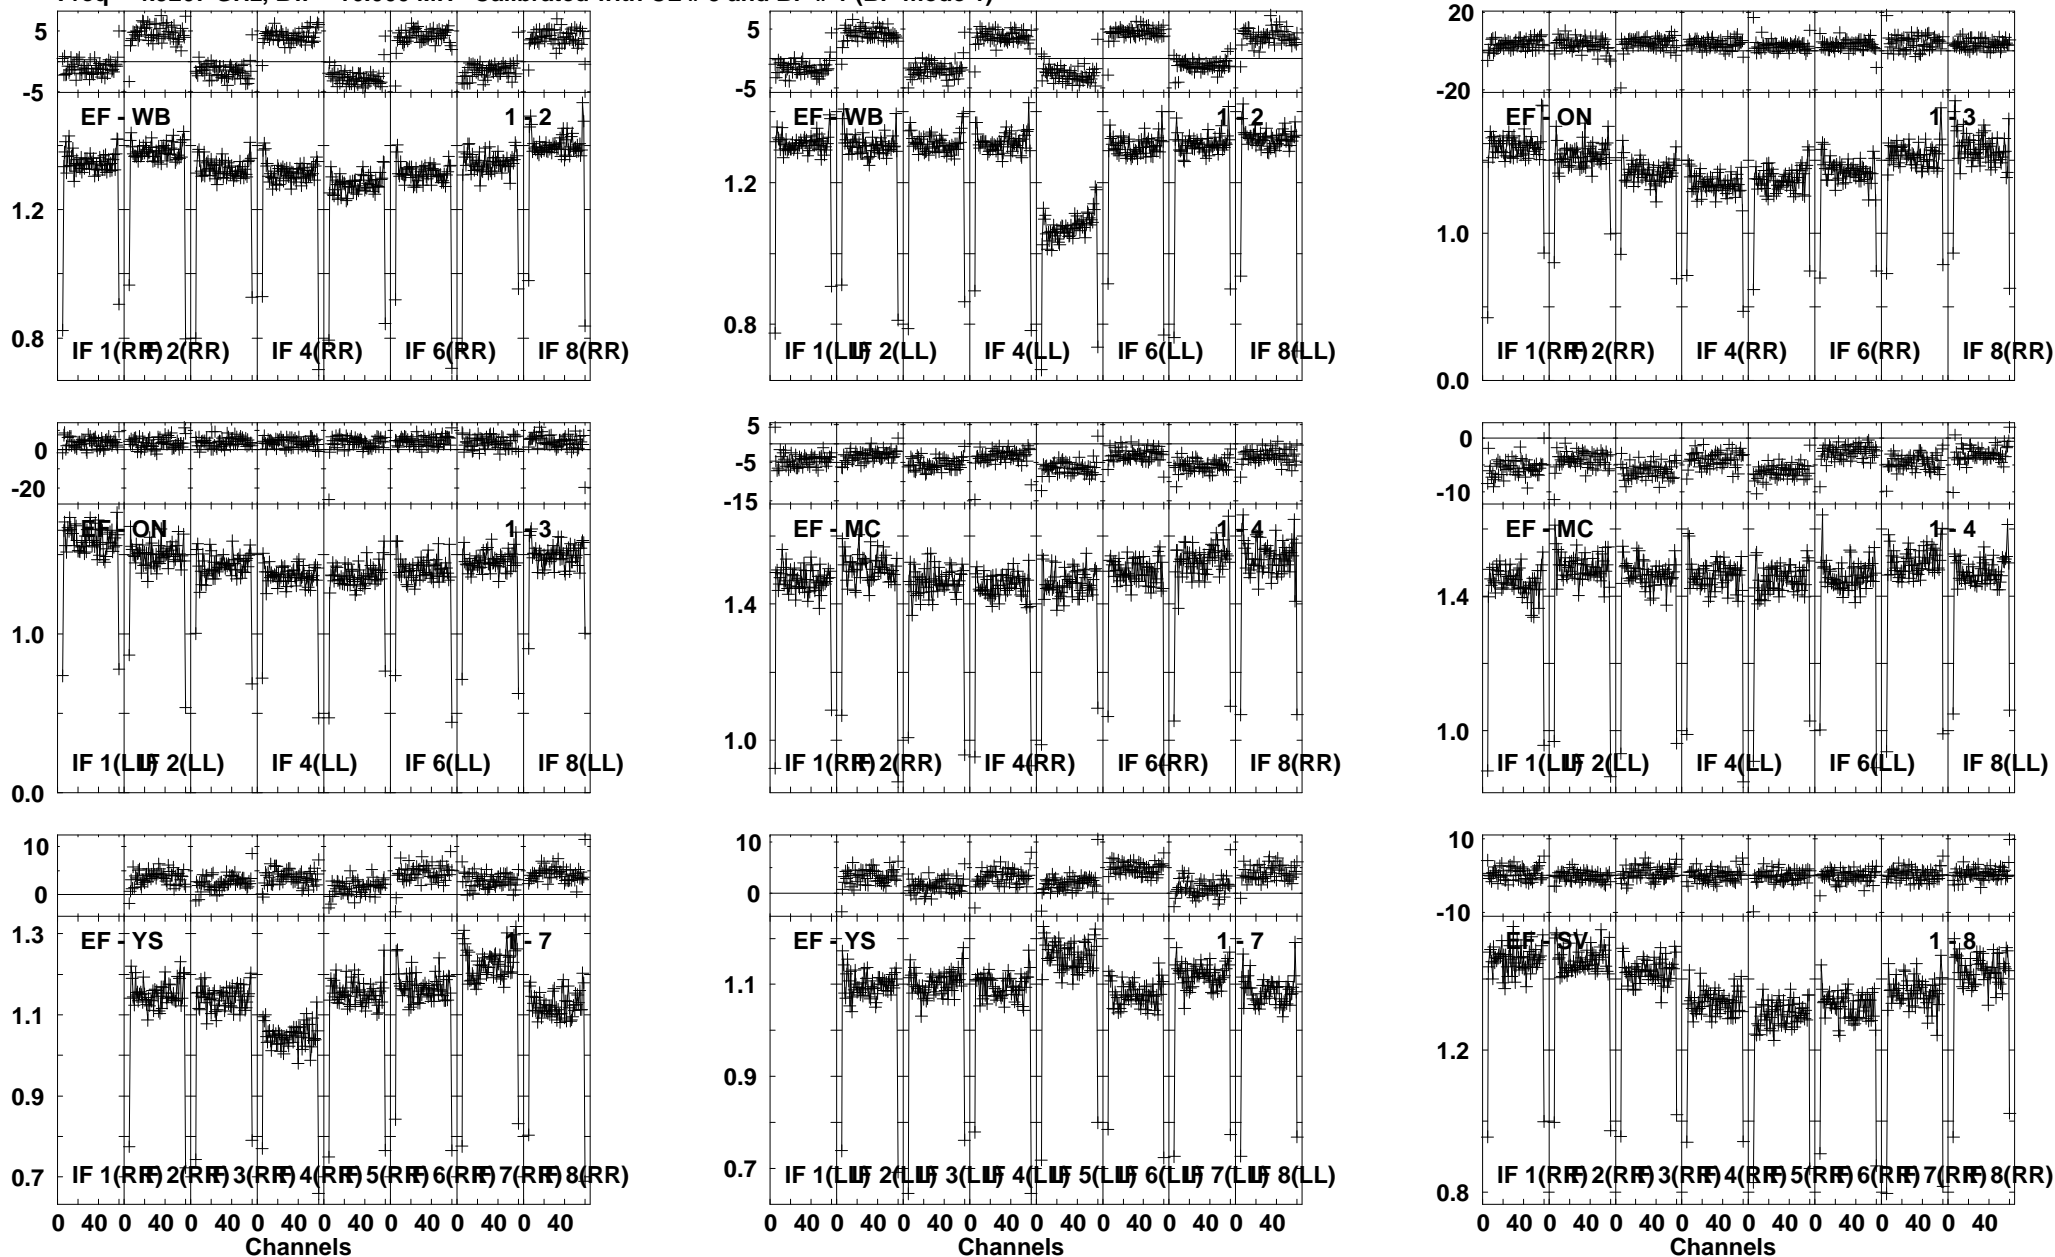 5 5 20
-5 -5 -20
EF - WB 1 - 2 EF - WB 1 - 2 EF - ON 1 - 3
1.2 1.2 1.0
0.8 0.8 0.0
IF 1(RR) IF 2(RR) IF 4(RR) IF 6(RR) IF 8(RR) IF 1(LL) IF 2(LL) IF 4(LL) IF 6(LL) IF 8(LL) IF 1(RR) IF 2(RR) IF 4(RR) IF 6(RR) IF 8(RR)
0 5 0
-20 -5 -10
-15
EF - ON 1 - 3 EF - MC 1 - 4 EF - MC 1 - 4
1.0 1.4 1.4
0.0 1.0 1.0
IF 1(LL) IF 2(LL) IF 4(LL) IF 6(LL) IF 8(LL) IF 1(RR) IF 2(RR) IF 4(RR) IF 6(RR) IF 8(RR) IF 1(LL) IF 2(LL) IF 4(LL) IF 6(LL) IF 8(LL)
10 10 10
0 0 -10
EF - YS 1 - 7 EF - YS 1 - 7 EF - SV 1 - 8
1.3 1.1 1.2
1.1 0.9 0.8
0.9 0.7
0.7
IF 1(RR) IF 2(RR) IF 3(RR) IF 4(RR) IF 5(RR) IF 6(RR) IF 7(RR) IF 8(RR) IF 1(LL) IF 2(LL) IF 3(LL) IF 4(LL) IF 5(LL) IF 6(LL) IF 7(LL) IF 8(LL) IF 1(RR) IF 2(RR) IF 3(RR) IF 4(RR) IF 5(RR) IF 6(RR) IF 7(RR) IF 8(RR)
0 40 0 40 0 40 0 40 0 40 0 40 0 40 0 40 0 40 0 40 0 40 0 40 0 40 0 40 0 40 0 40 0 40 0 40 0 40 0 40 0 40 0 40 0 40 0 40
Channels Channels Channels